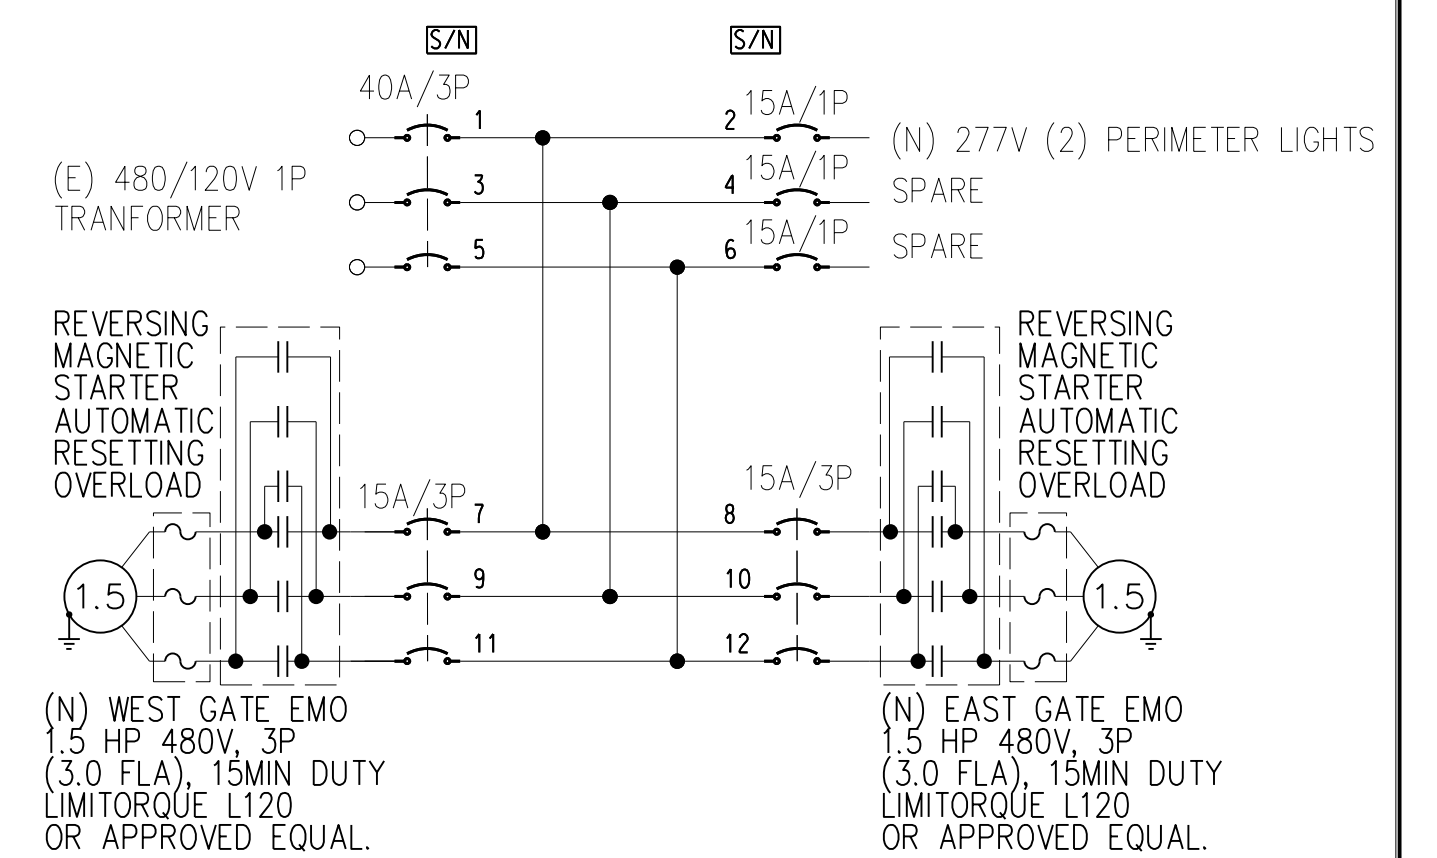 S/N
S/N
40A/3P
15A/1P
1
2
(N) 277V (2) PERIMETER LIGHTS
15A/1P
(E) 480/120V 1P
TRANFORMER
3
4
SPARE
15A/1P
5
6
SPARE
REVERSING
MAGNETIC
STARTER
AUTOMATIC
RESETTING
OVERLOAD
REVERSING
MAGNETIC
STARTER
AUTOMATIC
RESETTING
OVERLOAD
15A/3P
15A/3P
7
8
1.5
9
10
1.5
11
12
(N) WEST GATE EMO
1.5 HP 480V, 3P
(3.0 FLA), 15MIN DUTY
LIMITORQUE L120
OR APPROVED EQUAL.
(N) EAST GATE EMO
1.5 HP 480V, 3P
(3.0 FLA), 15MIN DUTY
LIMITORQUE L120
OR APPROVED EQUAL.